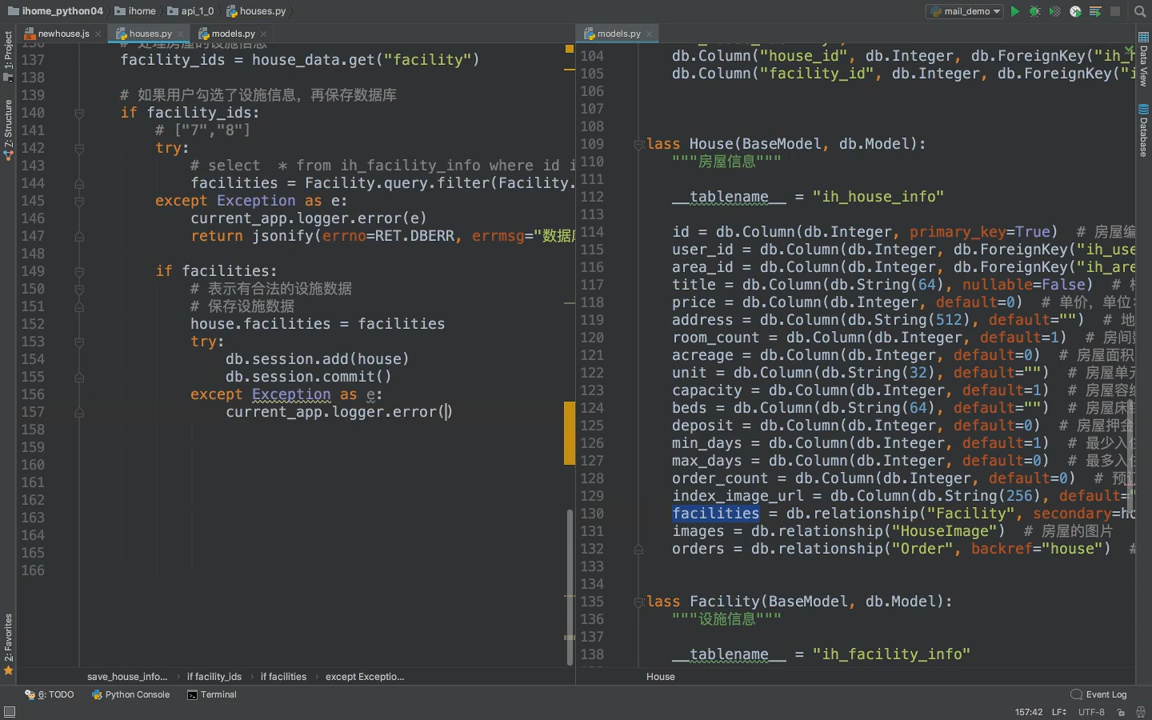 ihome_python04 ihome api_1_0 houses.py mail_demo
newhouse.js houses.py models.py
137 facility_ids = house_data.get("facility")
138
139 # 如果用户勾选了设施信息，再保存数据库
140 if facility_ids:
141 # ["7","8"]
142 try:
143 # select * from ih_facility_info where id i
144 facilities = Facility.query.filter(Facility.
145 except Exception as e:
146 current_app.logger.error(e)
147 return jsonify(errno=RET.DBERR, errmsg="数据
148
149 if facilities:
150 # 表示有合法的设施数据
151 # 保存设施数据
152 house.facilities = facilities
153 try:
154 db.session.add(house)
155 db.session.commit()
156 except Exception as e:
157 current_app.logger.error()
158
159
160
161
162
163
164
165
166
save_house_info... if facility_ids if facilities except Exceptio...
models.py
104 db.Column("house_id", db.Integer, db.ForeignKey("ih_h
105 db.Column("facility_id", db.Integer, db.ForeignKey("i
106
107
108
109 lass House(BaseModel, db.Model):
110 """房屋信息"""
111
112 __tablename__ = "ih_house_info"
113
114 id = db.Column(db.Integer, primary_key=True) # 房屋编
115 user_id = db.Column(db.Integer, db.ForeignKey("ih_use
116 area_id = db.Column(db.Integer, db.ForeignKey("ih_are
117 title = db.Column(db.String(64), nullable=False) #
118 price = db.Column(db.Integer, default=0) # 单价，单位:
119 address = db.Column(db.String(512), default="") # 地
120 room_count = db.Column(db.Integer, default=1) # 房间
121 acreage = db.Column(db.Integer, default=0) # 房屋面积
122 unit = db.Column(db.String(32), default="") # 房屋单
123 capacity = db.Column(db.Integer, default=1) # 房屋容
124 beds = db.Column(db.String(64), default="") # 房屋床
125 deposit = db.Column(db.Integer, default=0) # 房屋押金
126 min_days = db.Column(db.Integer, default=1) # 最少入
127 max_days = db.Column(db.Integer, default=0) # 最多入
128 order_count = db.Column(db.Integer, default=0) # 预
129 index_image_url = db.Column(db.String(256), default="
130 facilities = db.relationship("Facility", secondary=ho
131 images = db.relationship("HouseImage") # 房屋的图片
132 orders = db.relationship("Order", backref="house") #
133
134
135 lass Facility(BaseModel, db.Model):
136 """设施信息"""
137
138 __tablename__ = "ih_facility_info"
House
1: Project
7: Structure
2: Favorites
Data View
Database
6: TODO Python Console Terminal Event Log
157:42 LF UTF-8